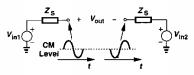 Z_S
+ V_out −
Z_S
V_in1
CM
Level
V_in2
t
t